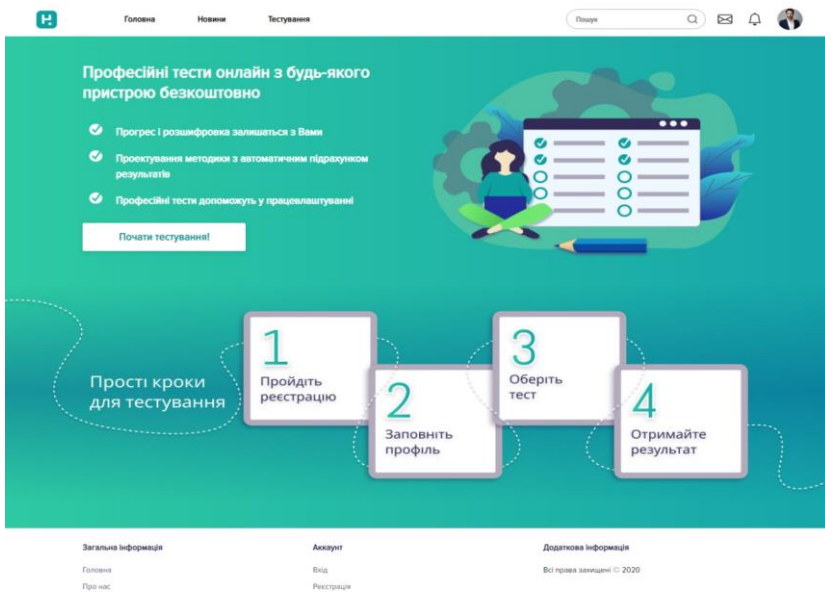 Головна Новини Тестування Пошук
Професійні тести онлайн з будь-якого
пристрою безкоштовно
Прогрес і розшифровка залишаться з Вами
Проектування методики з автоматичним підрахунком
результатів
Професійні тести допоможуть у працевлаштуванні
Почати тестування!
Прості кроки
для тестування
1
Пройдіть
реєстрацію
2
Заповніть
профіль
3
Оберіть
тест
4
Отримайте
результат
Загальна інформація
Головна
Про нас
Аккаунт
Вхід
Реєстрація
Додаткова інформація
Всі права захищені © 2020